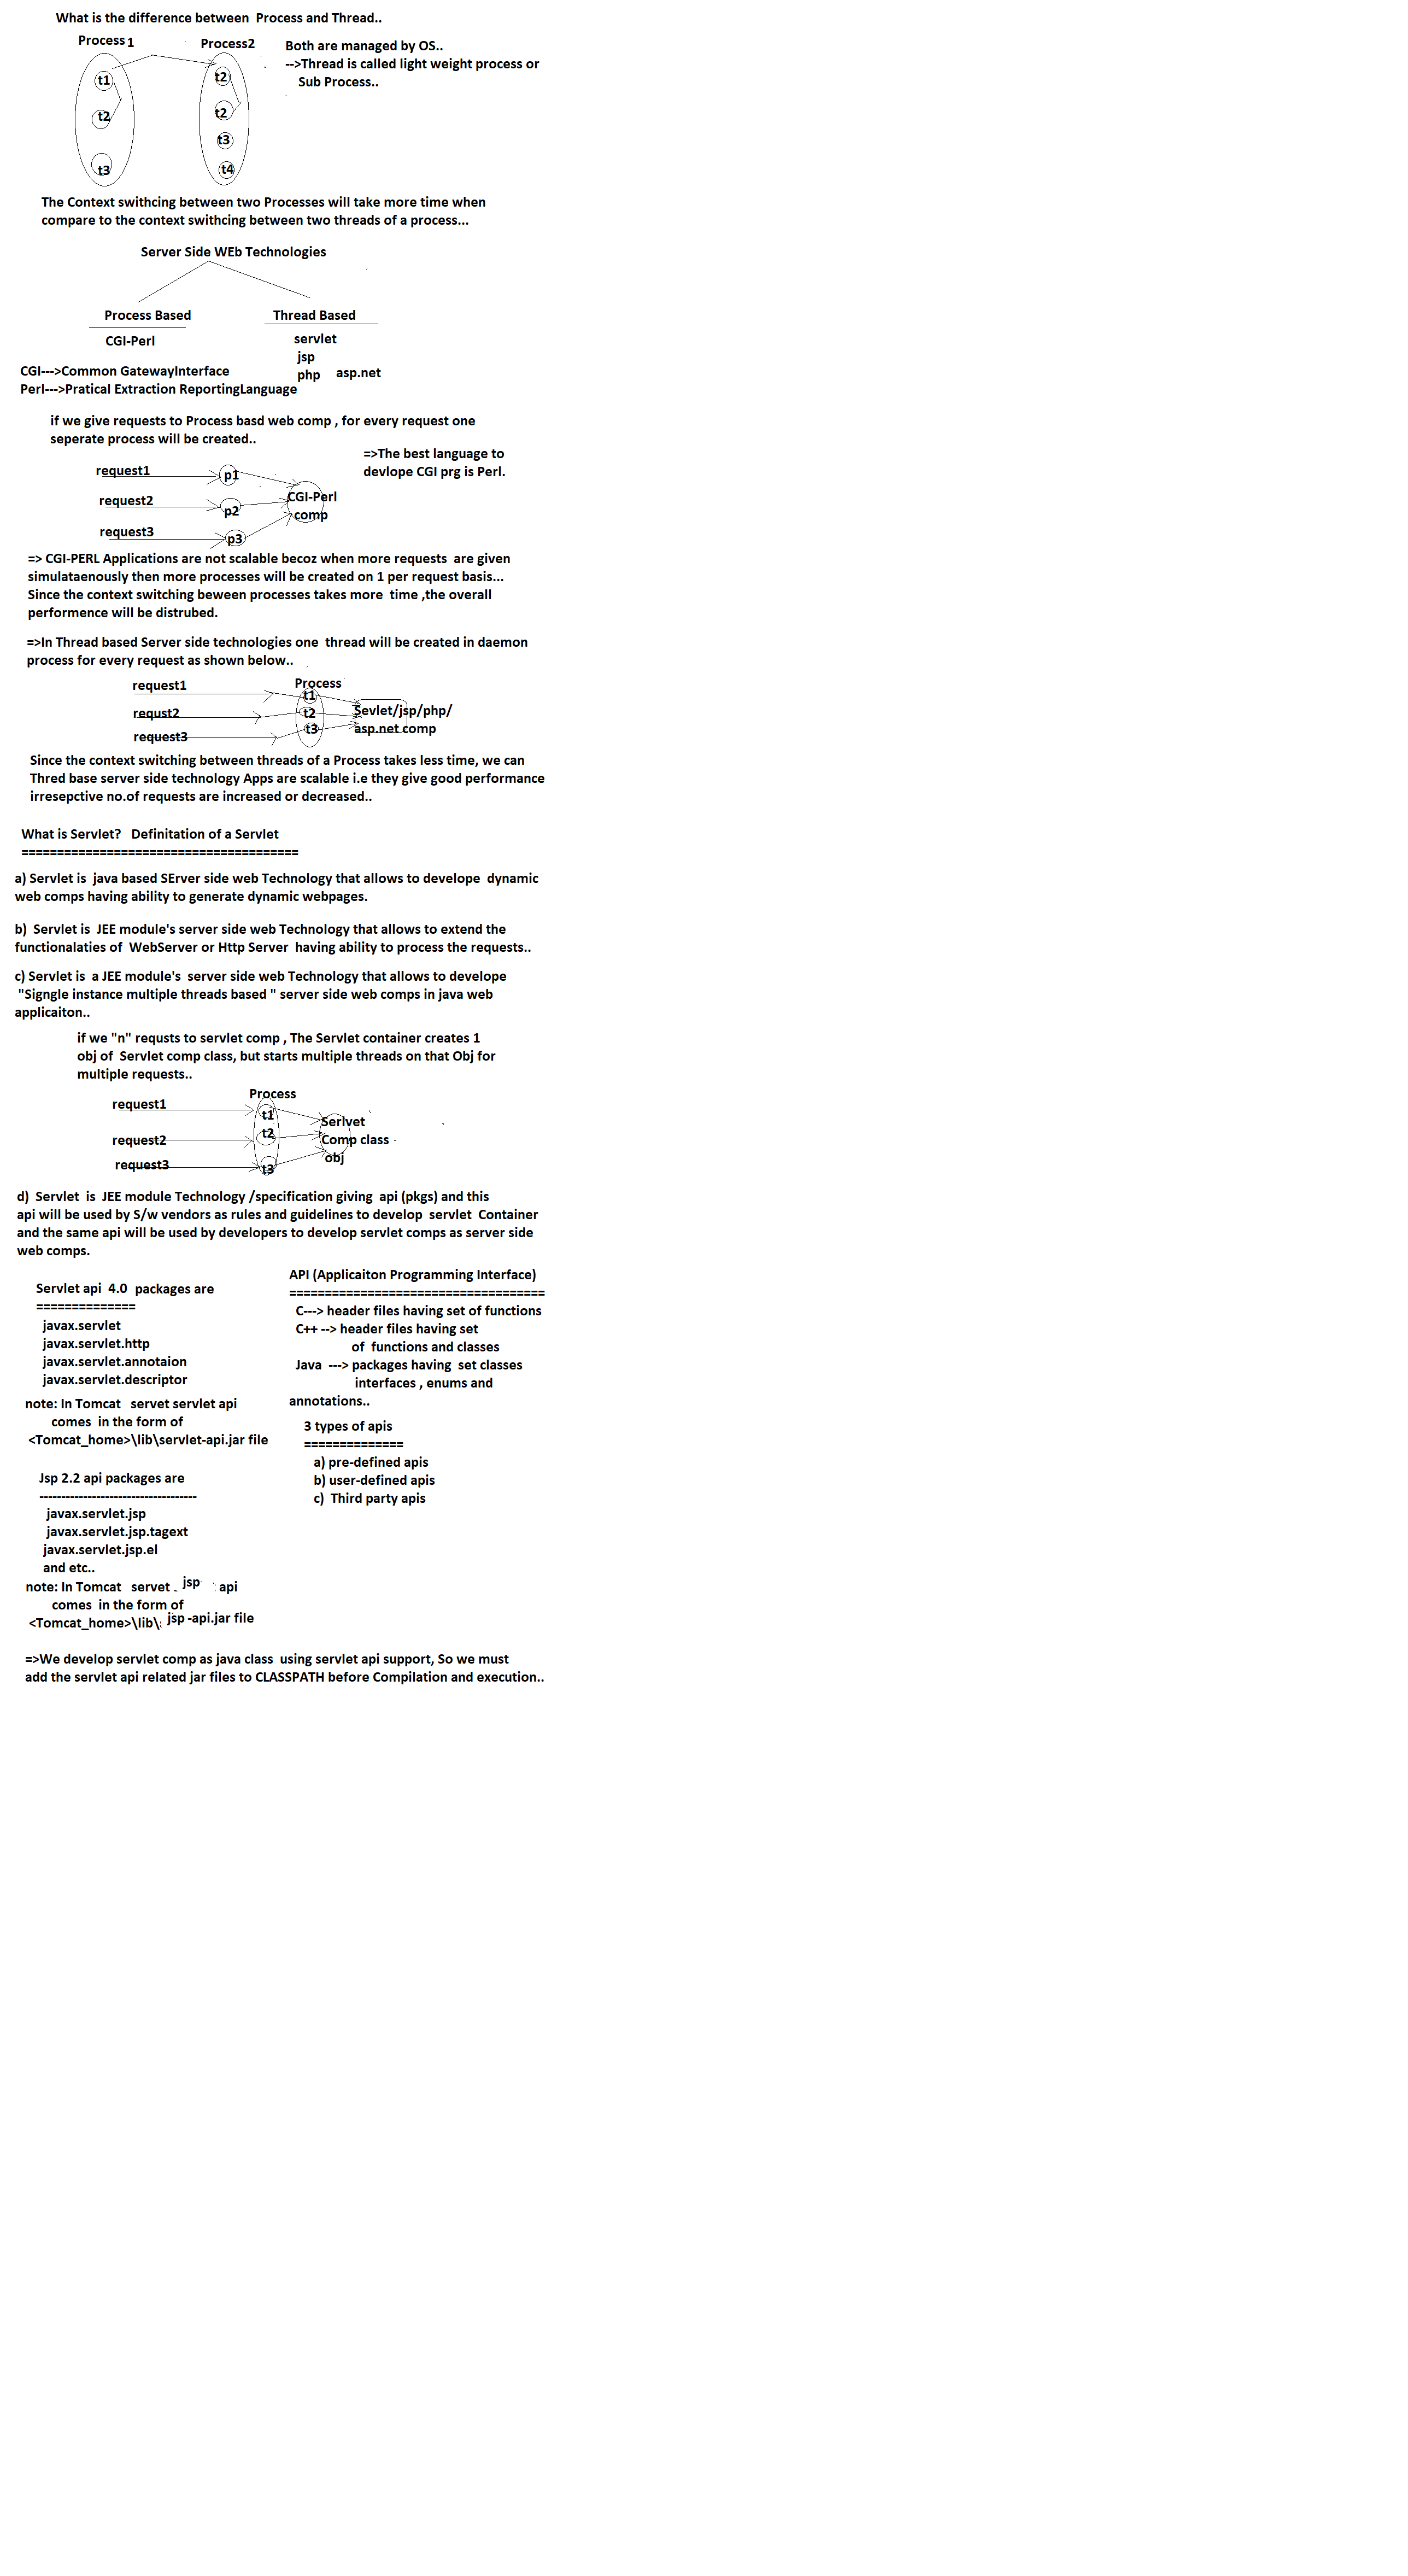 What is the difference between  Process and Thread..
Process 1
Process2
t1
t2
t3
t2
t2
t3
t4
Both are managed by OS..
-->Thread is called light weight process or
Sub Process..
The Context swithcing between two Processes will take more time when
compare to the context swithcing between two threads of a process...
Server Side WEb Technologies
Process Based
Thread Based
CGI-Perl
servlet
jsp
php    asp.net
CGI--->Common GatewayInterface
Perl--->Pratical Extraction ReportingLanguage
if we give requests to Process basd web comp , for every request one
seperate process will be created..
=>The best language to
devlope CGI prg is Perl.
request1
p1
request2
p2
request3
p3
CGI-Perl
comp
=> CGI-PERL Applications are not scalable becoz when more requests  are given
simulataenously then more processes will be created on 1 per request basis...
Since the context switching beween processes takes more  time ,the overall
performence will be distrubed.
=>In Thread based Server side technologies one  thread will be created in daemon
process for every request as shown below..
Process
request1
t1
requst2
t2
request3
t3
Sevlet/jsp/php/
asp.net comp
Since the context switching between threads of a Process takes less time, we can
Thred base server side technology Apps are scalable i.e they give good performance
irresepctive no.of requests are increased or decreased..
What is Servlet?   Definitation of a Servlet
=======================================
a) Servlet is  java based SErver side web Technology that allows to develope  dynamic
web comps having ability to generate dynamic webpages.
b)  Servlet is  JEE module's server side web Technology that allows to extend the
functionalaties of  WebServer or Http Server  having ability to process the requests..
c) Servlet is  a JEE module's  server side web Technology that allows to develope
"Signgle instance multiple threads based " server side web comps in java web
applicaiton..
if we "n" requsts to servlet comp , The Servlet container creates 1
obj of  Servlet comp class, but starts multiple threads on that Obj for
multiple requests..
Process
request1
t1
request2
t2
request3
t3
Serlvet
Comp class
obj
d)  Servlet  is  JEE module Technology /specification giving  api (pkgs) and this
api will be used by S/w vendors as rules and guidelines to develop  servlet  Container
and the same api will be used by developers to develop servlet comps as server side
web comps.
Servlet api  4.0  packages are
==============
javax.servlet
javax.servlet.http
javax.servlet.annotaion
javax.servlet.descriptor
note: In Tomcat   servet servlet api
comes  in the form of
<Tomcat_home>\lib\servlet-api.jar file
API (Applicaiton Programming Interface)
====================================
C---> header files having set of functions
C++ --> header files having set
of  functions and classes
Java  ---> packages having  set classes
interfaces , enums and
annotations..
3 types of apis
==============
a) pre-defined apis
b) user-defined apis
c)  Third party apis
Jsp 2.2 api packages are
------------------------------------
javax.servlet.jsp
javax.servlet.jsp.tagext
javax.servlet.jsp.el
and etc..
note: In Tomcat   servet  jsp  api
comes  in the form of
<Tomcat_home>\lib\ jsp -api.jar file
=>We develop servlet comp as java class  using servlet api support, So we must
add the servlet api related jar files to CLASSPATH before Compilation and execution..